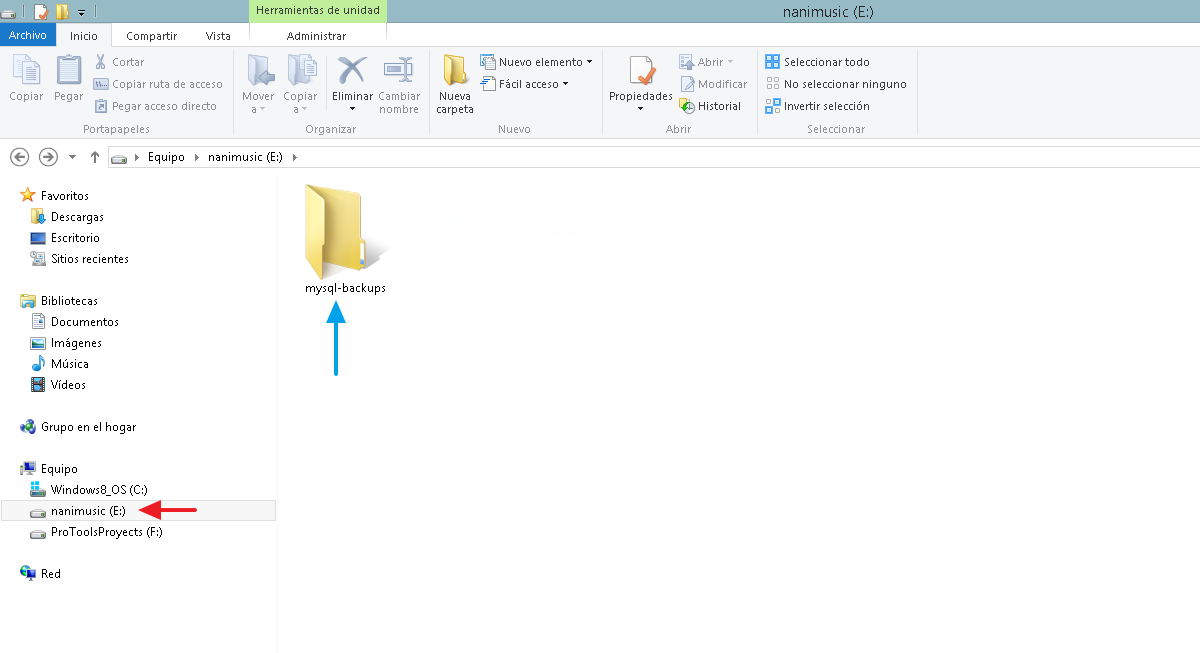 Herramientas de unidad
nanimusic (E:)
Archivo
Inicio
Compartir
Vista
Administrar
Copiar
Pegar
Cortar
Copiar ruta de acceso
Pegar acceso directo
Portapapeles
Mover
a
Copiar
a
Eliminar
Cambiar
nombre
Organizar
Nueva
carpeta
Nuevo elemento
Fácil acceso
Nuevo
Propiedades
Abrir
Modificar
Historial
Abrir
Seleccionar todo
No seleccionar ninguno
Invertir selección
Seleccionar
Equipo
nanimusic (E:)
Favoritos
Descargas
Escritorio
Sitios recientes
Bibliotecas
Documentos
Imágenes
Música
Vídeos
Grupo en el hogar
Equipo
Windows8_OS (C:)
nanimusic (E:)
ProToolsProyects (F:)
Red
mysql-backups